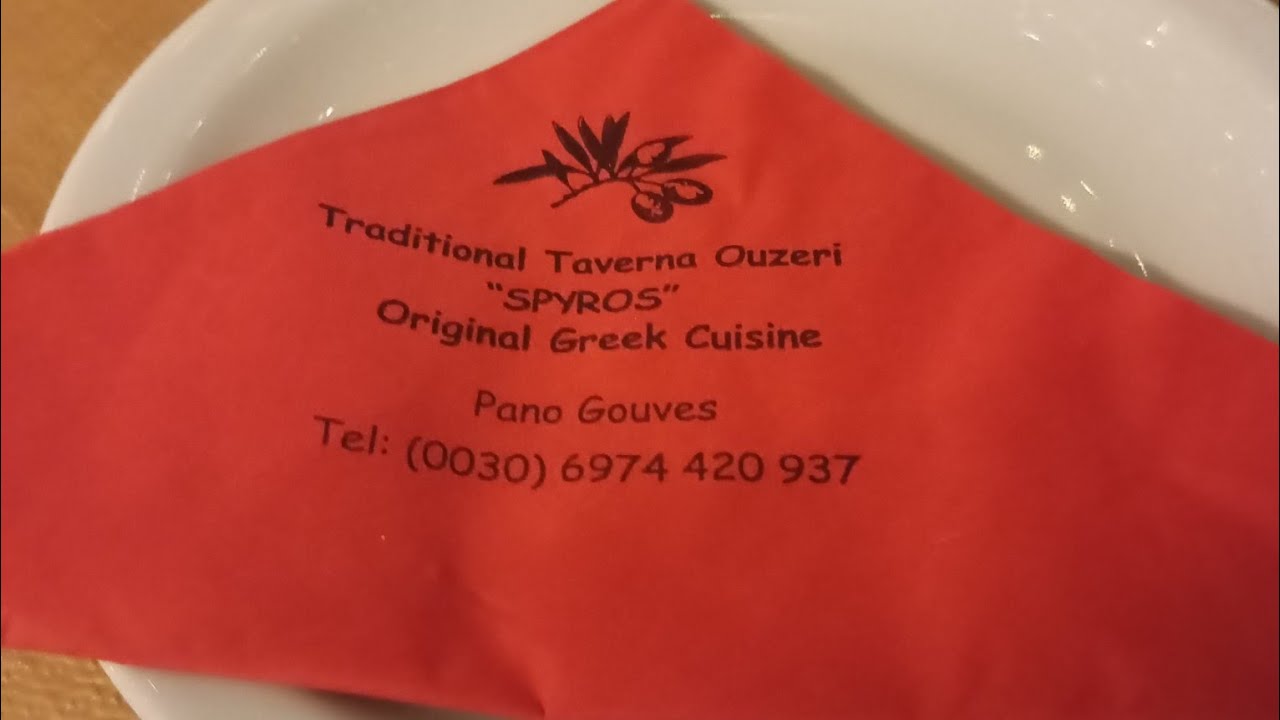 Traditional Taverna Ouzeri
"SPYROS"
Original Greek Cuisine
Pano Gouves
Tel: (0030) 6974 420 937